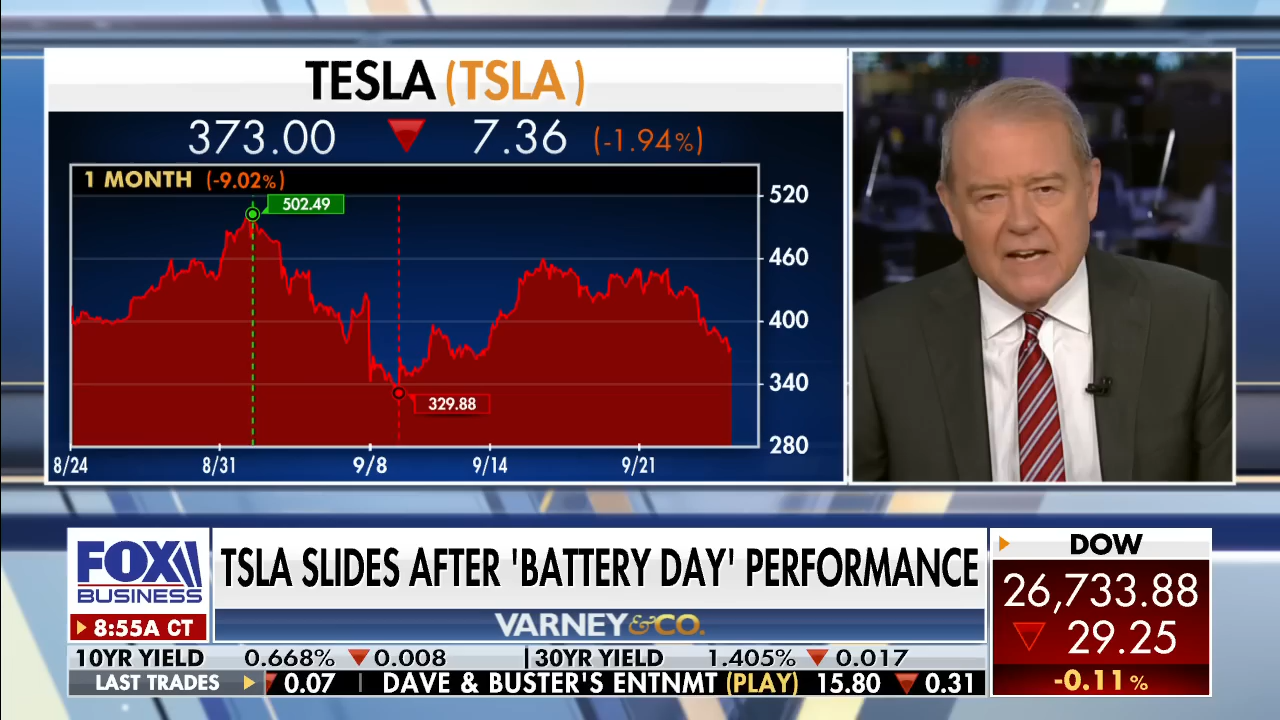 TESLA (TSLA )
373.00 ▼ 7.36 (-1.94%)
1 MONTH (-9.02%)
502.49
329.88
520
460
400
340
280
8/24 8/31 9/8 9/14 9/21
FOX BUSINESS
8:55A CT
TSLA SLIDES AFTER 'BATTERY DAY' PERFORMANCE
VARNEY & CO.
DOW
26,733.88
▼ 29.25
-0.11%
10YR YIELD 0.668% ▼ 0.008 | 30YR YIELD 1.405% ▼ 0.017
LAST TRADES ▼ 0.07 | DAVE & BUSTER'S ENTNMT (PLAY) 15.80 ▼ 0.31